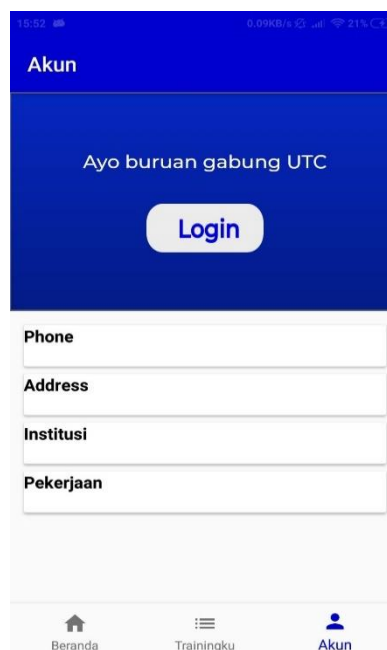 15:52 0.09KB/s 21%
Akun
Ayo buruan gabung UTC
Login
Phone
Address
Institusi
Pekerjaan
Beranda Trainingku Akun